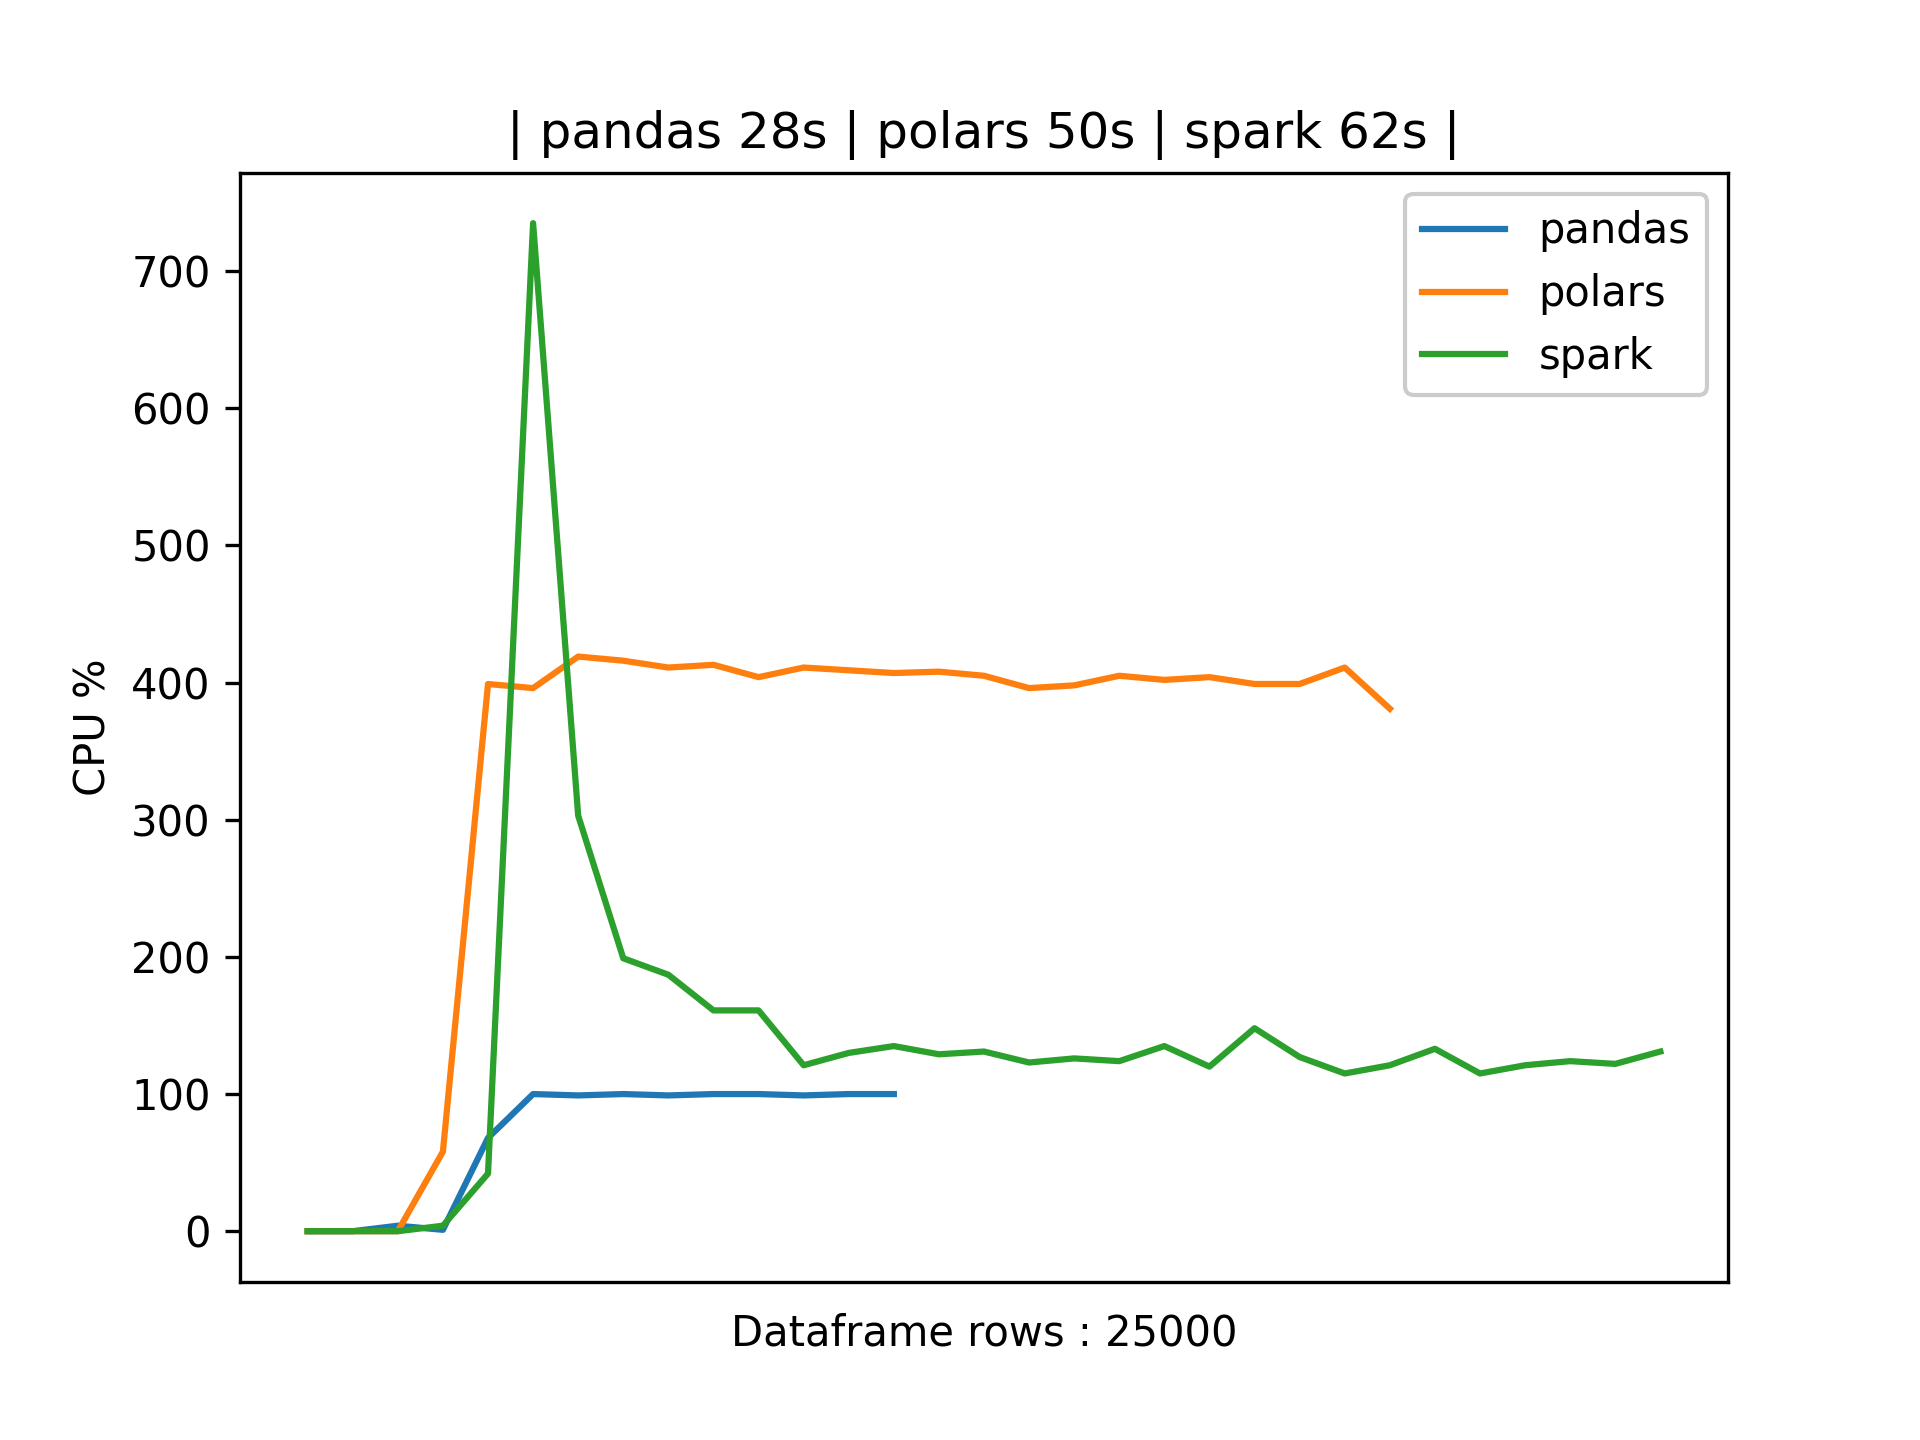 | pandas 28s | polars 50s | spark 62s |
pandas
polars
spark
700
600
500
400
300
200
100
0
CPU %
Dataframe rows : 25000